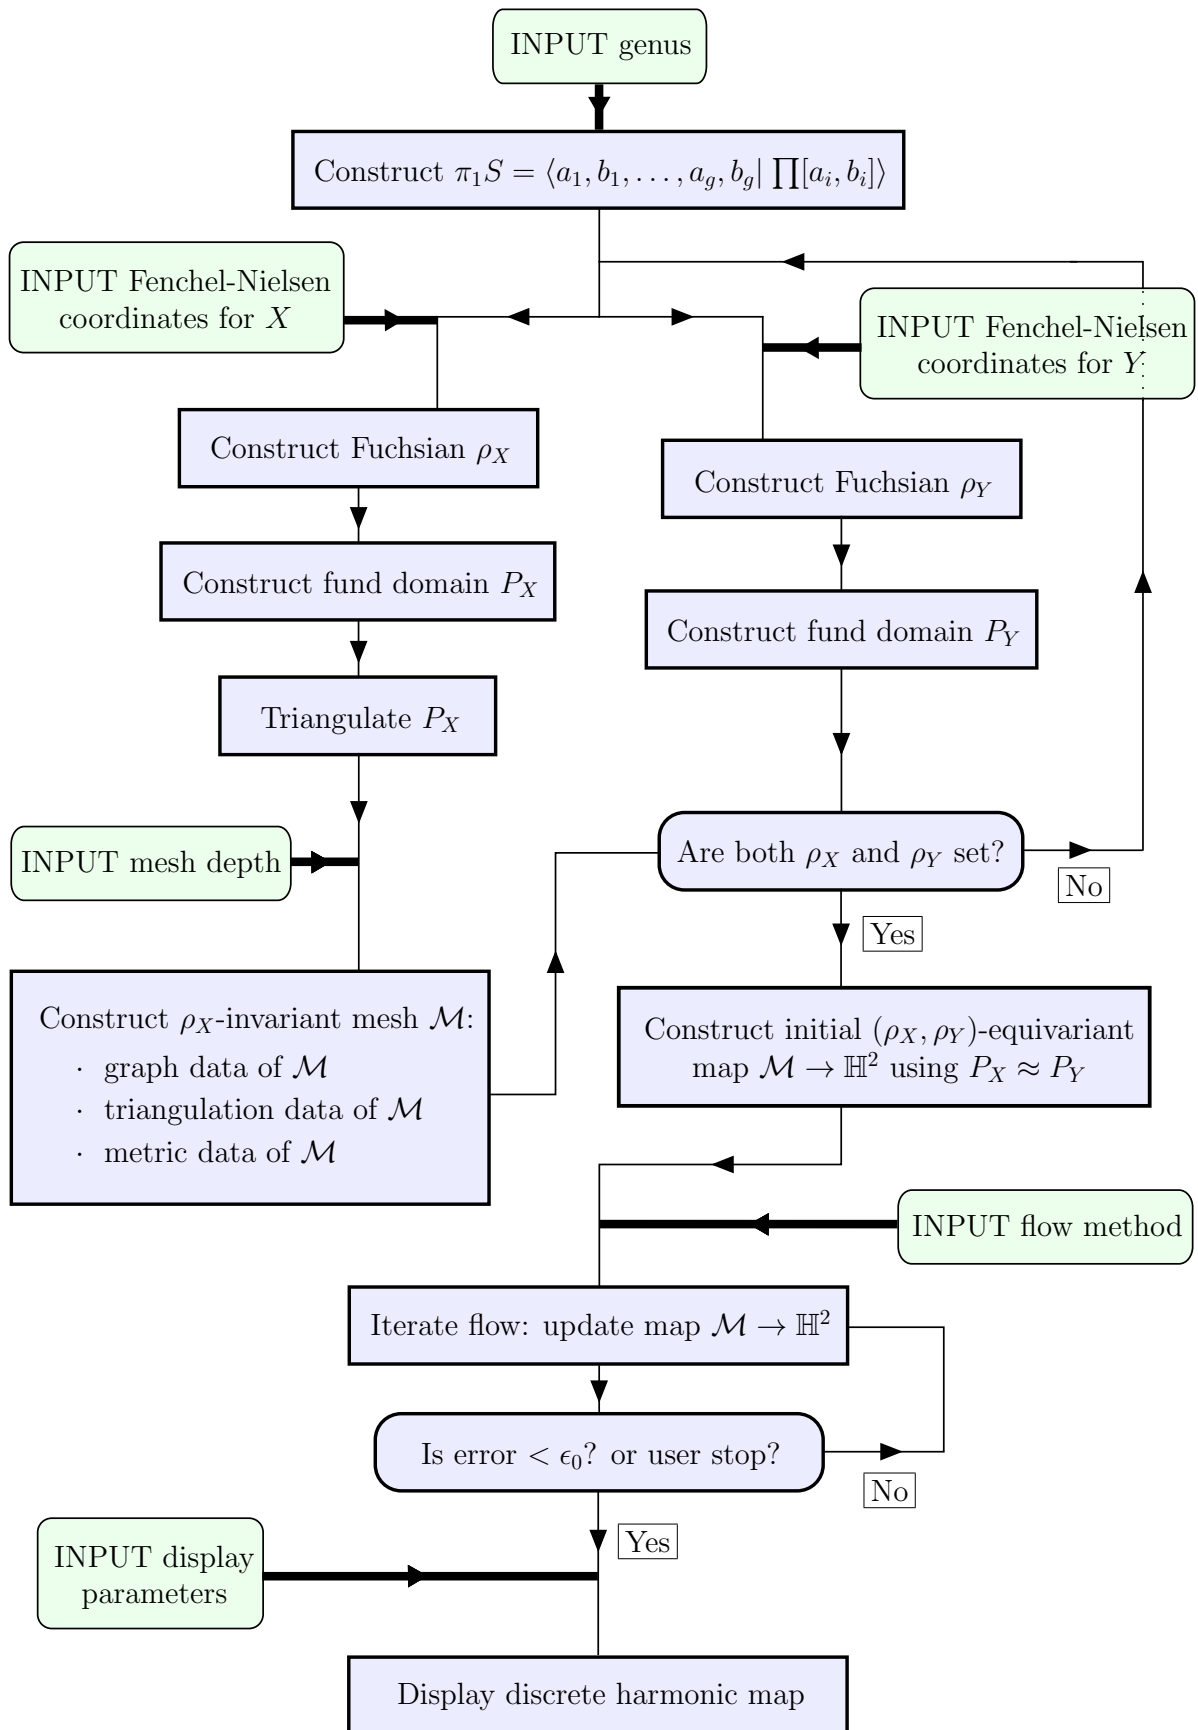 INPUT genus
Construct π₁S = ⟨a₁, b₁, . . . , a_g, b_g| ∏[a_i, b_i]⟩
INPUT Fenchel-Nielsen
coordinates for X
INPUT Fenchel-Nielsen
coordinates for Y
Construct Fuchsian ρ_X
Construct Fuchsian ρ_Y
Construct fund domain P_X
Construct fund domain P_Y
Triangulate P_X
INPUT mesh depth
Are both ρ_X and ρ_Y set?
No
Yes
Construct ρ_X-invariant mesh ℳ:
· graph data of ℳ
· triangulation data of ℳ
· metric data of ℳ
Construct initial (ρ_X, ρ_Y)-equivariant
map ℳ → ℍ² using P_X ≈ P_Y
INPUT flow method
Iterate flow: update map ℳ → ℍ²
Is error < ϵ₀? or user stop?
No
Yes
INPUT display
parameters
Display discrete harmonic map